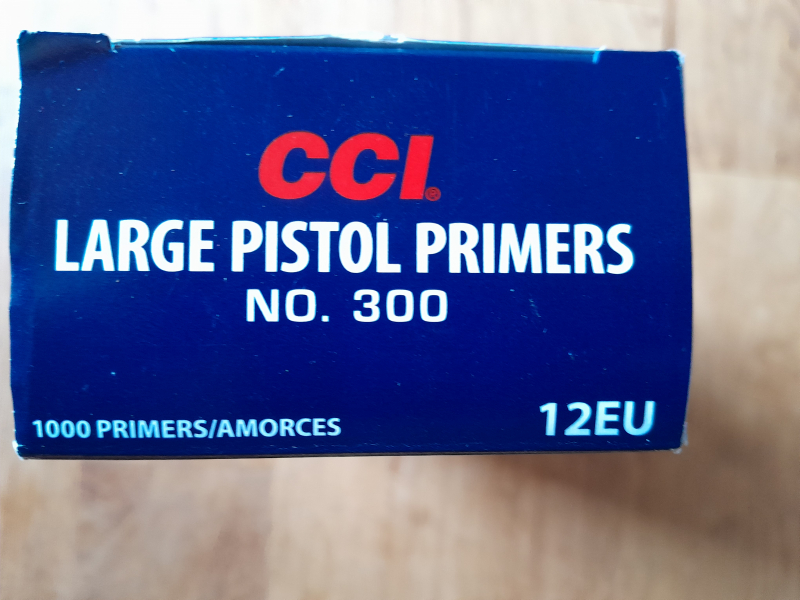 CCI®
LARGE PISTOL PRIMERS
NO. 300
1000 PRIMERS/AMORCES
12EU